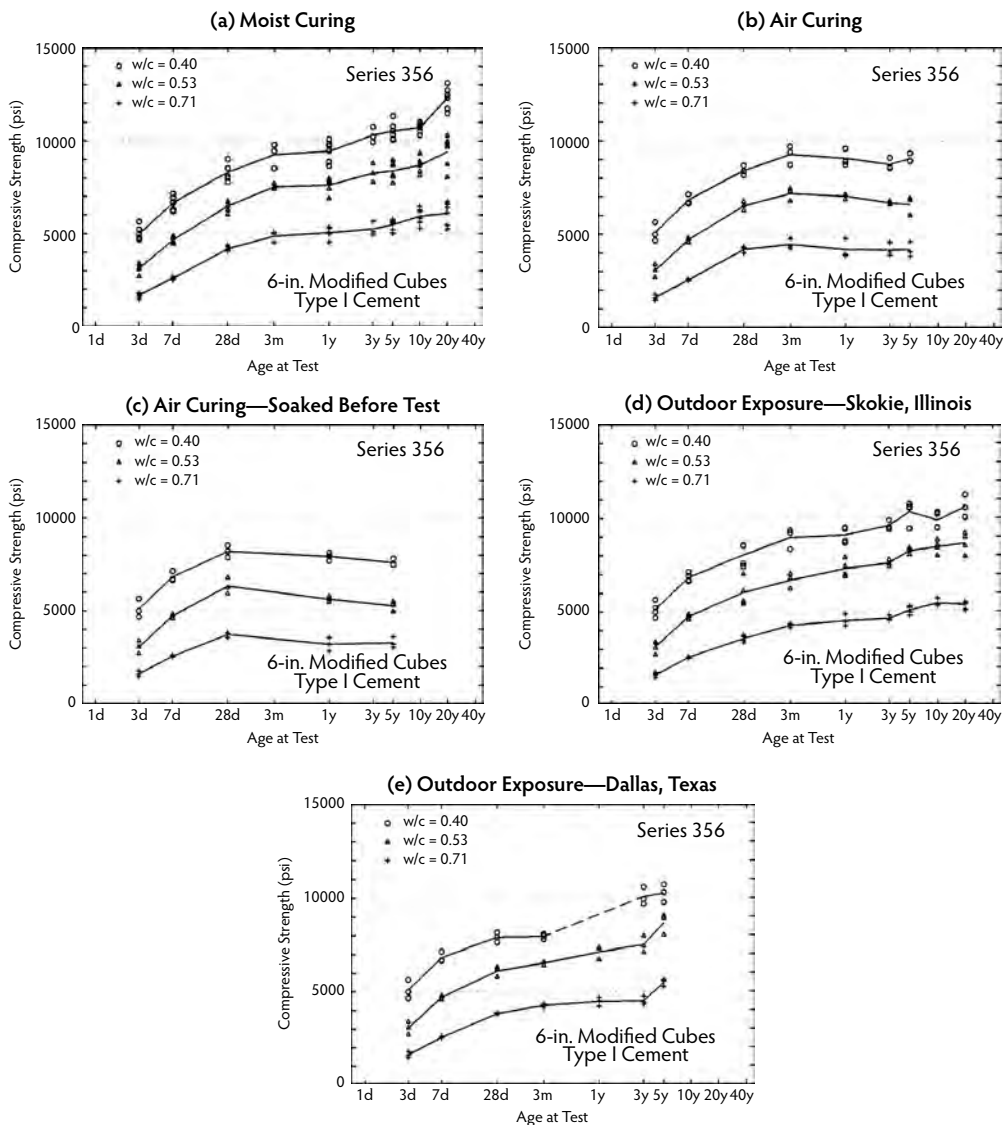 (a) Moist Curing
15000
w/c = 0.40
w/c = 0.53
w/c = 0.71
Series 356
10000
5000
0
Compressive Strength (psi)
6-in. Modified Cubes
Type I Cement
1d 3d 7d 28d 3m 1y 3y 5y 10y 20y 40y
Age at Test
(b) Air Curing
15000
w/c = 0.40
w/c = 0.53
w/c = 0.71
Series 356
10000
5000
0
Compressive Strength (psi)
6-in. Modified Cubes
Type I Cement
1d 3d 7d 28d 3m 1y 3y 5y 10y 20y 40y
Age at Test
(c) Air Curing—Soaked Before Test
15000
w/c = 0.40
w/c = 0.53
w/c = 0.71
Series 356
10000
5000
0
Compressive Strength (psi)
6-in. Modified Cubes
Type I Cement
1d 3d 7d 28d 3m 1y 3y 5y 10y 20y 40y
Age at Test
(d) Outdoor Exposure—Skokie, Illinois
15000
w/c = 0.40
w/c = 0.53
w/c = 0.71
Series 356
10000
5000
0
Compressive Strength (psi)
6-in. Modified Cubes
Type I Cement
1d 3d 7d 28d 3m 1y 3y 5y 10y 20y 40y
Age at Test
(e) Outdoor Exposure—Dallas, Texas
15000
w/c = 0.40
w/c = 0.53
w/c = 0.71
Series 356
10000
5000
0
Compressive Strength (psi)
6-in. Modified Cubes
Type I Cement
1d 3d 7d 28d 3m 1y 3y 5y 10y 20y 40y
Age at Test